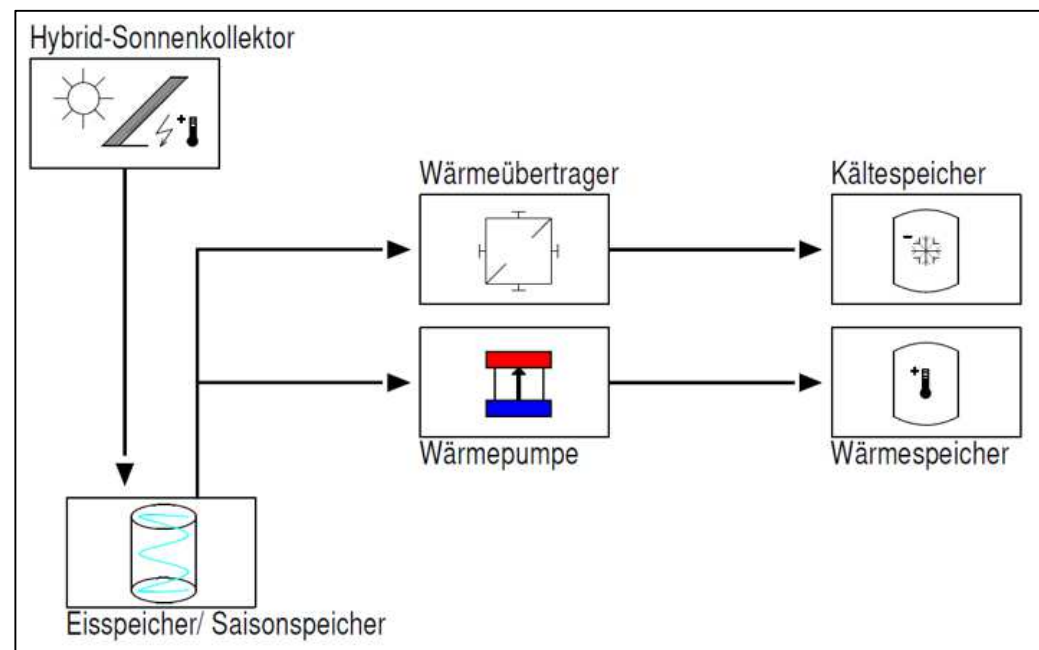 Hybrid-Sonnenkollektor
Wärmeübertrager
Kältespeicher
Wärmepumpe
Wärmespeicher
Eisspeicher/ Saisonspeicher